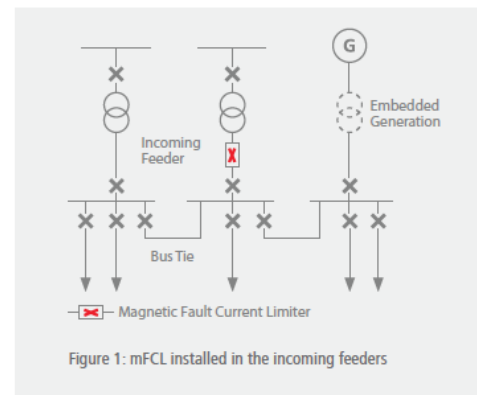 G
Embedded
Generation
Incoming
Feeder
Bus Tie
Magnetic Fault Current Limiter
Figure 1: mFCL installed in the incoming feeders